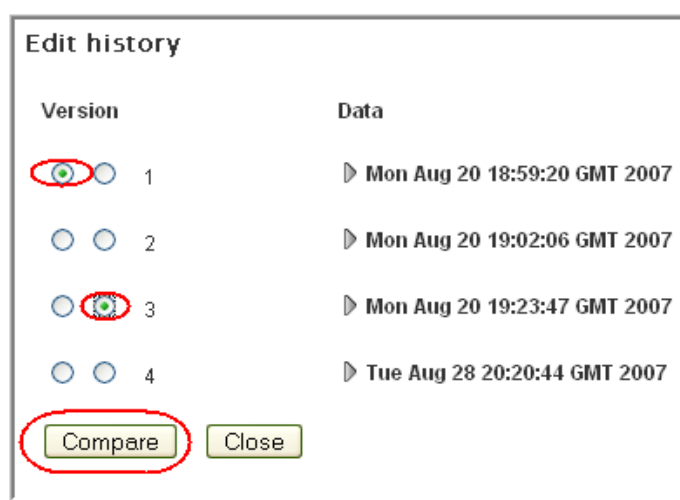 Edit history
Version Data
1 Mon Aug 20 18:59:20 GMT 2007
2 Mon Aug 20 19:02:06 GMT 2007
3 Mon Aug 20 19:23:47 GMT 2007
4 Tue Aug 28 20:20:44 GMT 2007
Compare Close